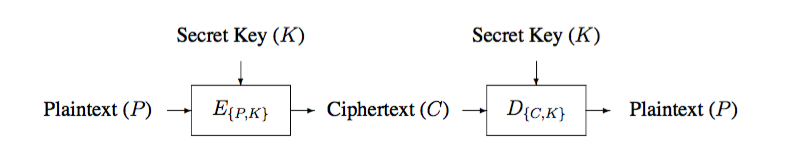 Secret Key (K) Secret Key (K)
Plaintext (P) E{P,K} Ciphertext (C) D{C,K} Plaintext (P)